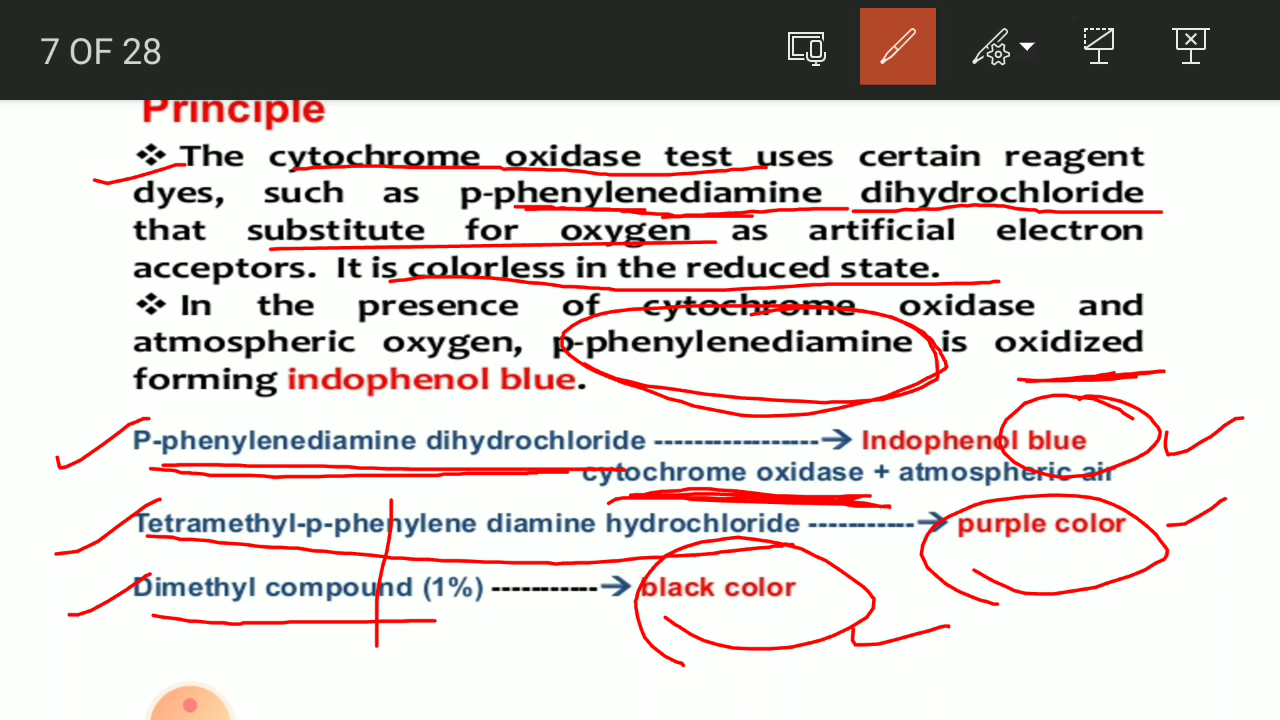 7 OF 28
Principle
❖ The cytochrome oxidase test uses certain reagent
dyes, such as p-phenylenediamine dihydrochloride
that substitute for oxygen as artificial electron
acceptors. It is colorless in the reduced state.
❖ In the presence of cytochrome oxidase and
atmospheric oxygen, p-phenylenediamine is oxidized
forming indophenol blue.
P-phenylenediamine dihydrochloride -----------------→ Indophenol blue
cytochrome oxidase + atmospheric air
Tetramethyl-p-phenylene diamine hydrochloride -----------→ purple color
Dimethyl compound (1%) -----------→ black color